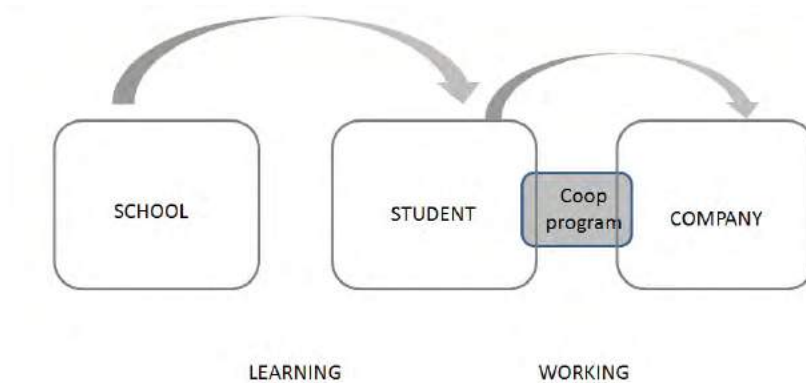 SCHOOL
STUDENT
Coop
program
COMPANY
LEARNING
WORKING